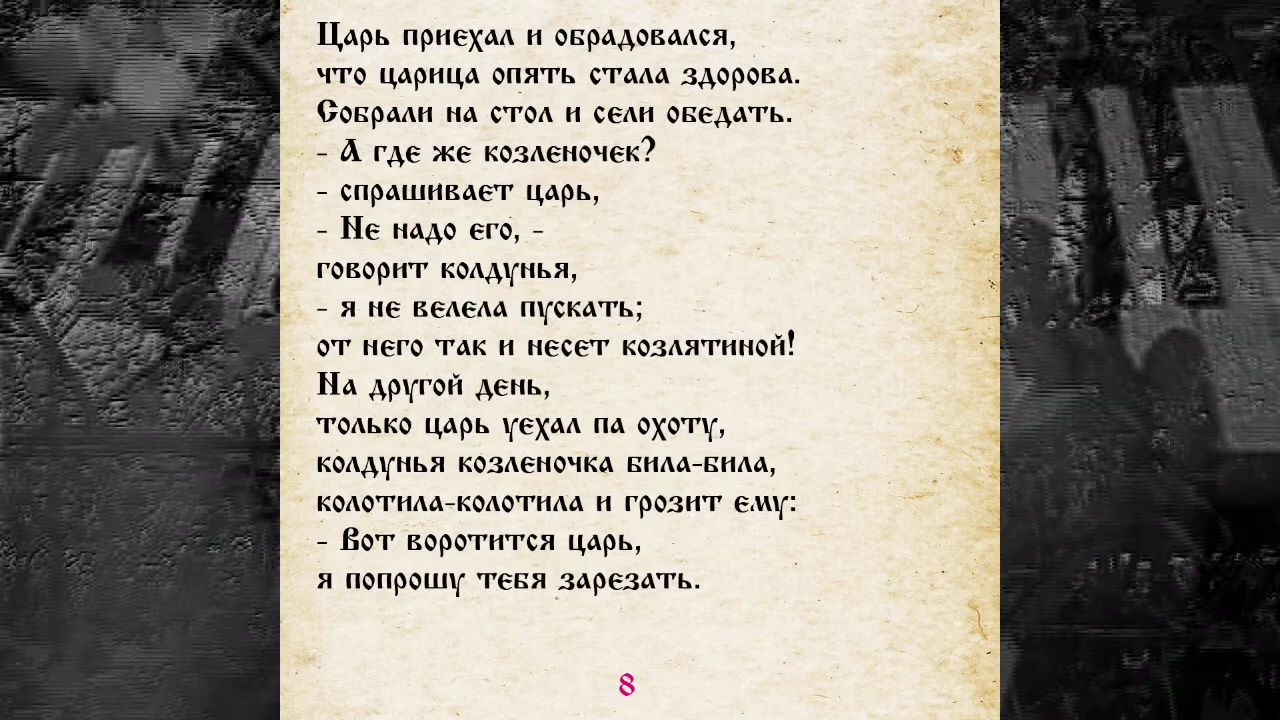 Царь приехал и обрадовался,
что царица опять стала здорова.
Собрали на стол и сели обедать.
- А где же козленочек?
- спрашивает царь,
- Не надо его, -
говорит колдунья,
- я не велела пускать;
от него так и несет козлятиной!
На другой день,
только царь уехал па охоту,
колдунья козленочка била-била,
колотила-колотила и грозит ему:
- Вот воротится царь,
я попрошу тебя зарезать.
8